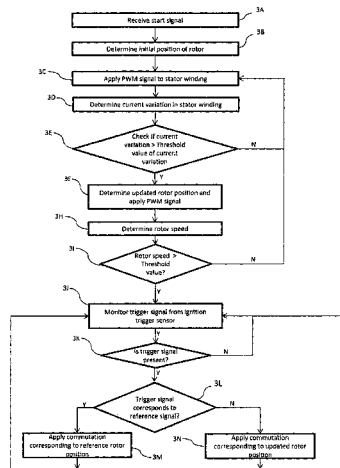 Receive start signal
3A
Determine initial position of rotor
3B
3C
Apply PWM signal to stator winding
3D
Determine current variation in stator winding
3E
Check if current
variation > Threshold
value of current
variation
N
Y
3F
Determine updated rotor position and
apply PWM signal
3H
Determine rotor speed
3I
Rotor speed >
Threshold
value?
N
Y
3J
Monitor trigger signal from ignition
trigger sensor
3K
Is trigger signal
present?
N
Y
3L
Trigger signal
corresponds to
reference signal?
Y
N
Apply commutation
corresponding to reference rotor
position
3M
3N
Apply commutation
corresponding to updated rotor
position